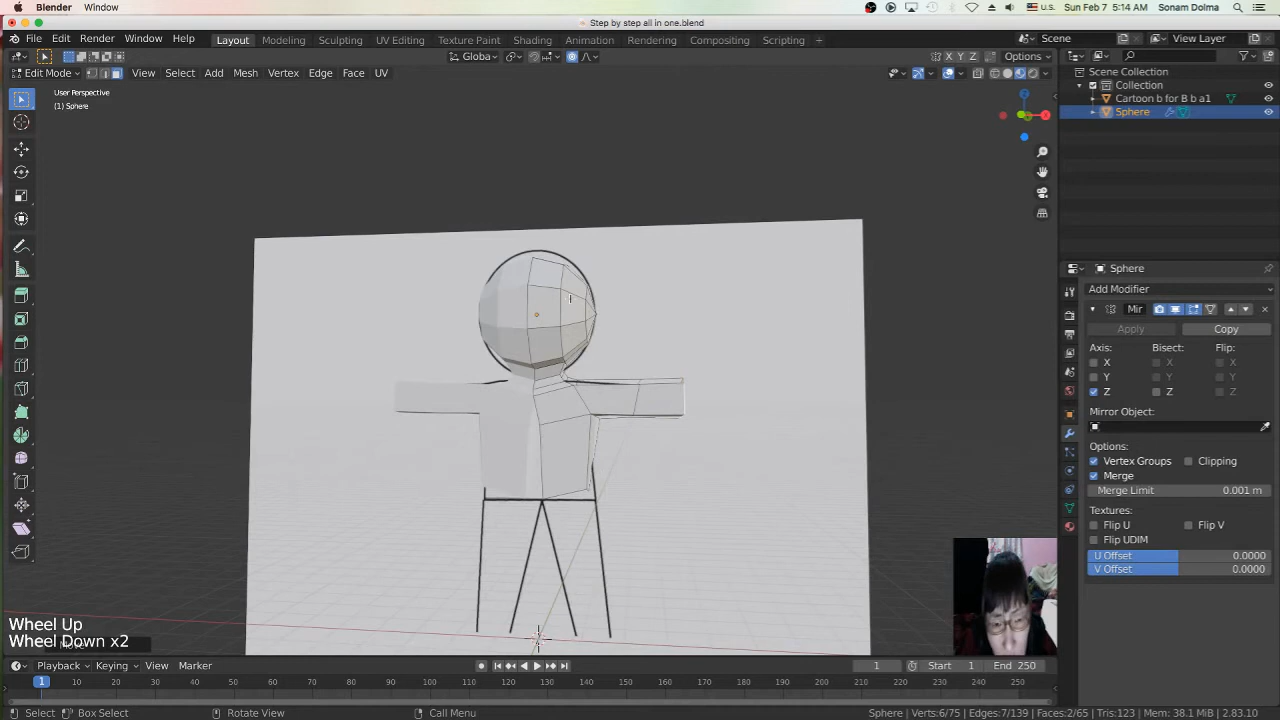 Blender Window U.S. Sun Feb 7 5:14 AM Sonam Dolma
Step by step all in one.blend
File Edit Render Window Help Layout Modeling Sculpting UV Editing Texture Paint Shading Animation Rendering Compositing Scripting + Scene View Layer
Globa X Y Z Options
Edit Mode View Select Add Mesh Vertex Edge Face UV
User Perspective
(1) Sphere
Scene Collection
Collection
Cartoon b for B b a1
Sphere
Sphere
Add Modifier
Mir
Apply Copy
Axis: Bisect: Flip:
X X X
Y Y Y
Z Z Z
Mirror Object:
Options:
Vertex Groups Clipping
Merge
Merge Limit 0.001 m
Textures:
Flip U Flip V
Flip UDIM
U Offset 0.0000
V Offset 0.0000
Wheel Up
Wheel Down x2
Playback Keying View Marker 1 Start 1 End 250
1 10 20 30 40 50 60 70 80 90 100 110 120 130 140 150 160 170 180 190 200 210 220 230 240 250
Select Box Select Rotate View Call Menu Sphere | Verts:6/75 | Edges:7/139 | Faces:2/65 | Tris:123 | Mem: 38.1 MiB | 2.83.10